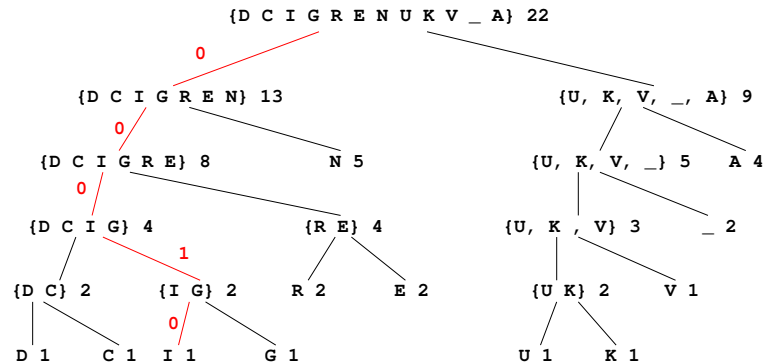 {D C I G R E N U K V _ A} 22
0
{D C I G R E N} 13 {U, K, V, _, A} 9
0
{D C I G R E} 8 N 5 {U, K, V, _} 5 A 4
0
{D C I G} 4 {R E} 4 {U, K , V} 3 _ 2
1
{D C} 2 {I G} 2 R 2 E 2 {U K} 2 V 1
0
D 1 C 1 I 1 G 1 U 1 K 1